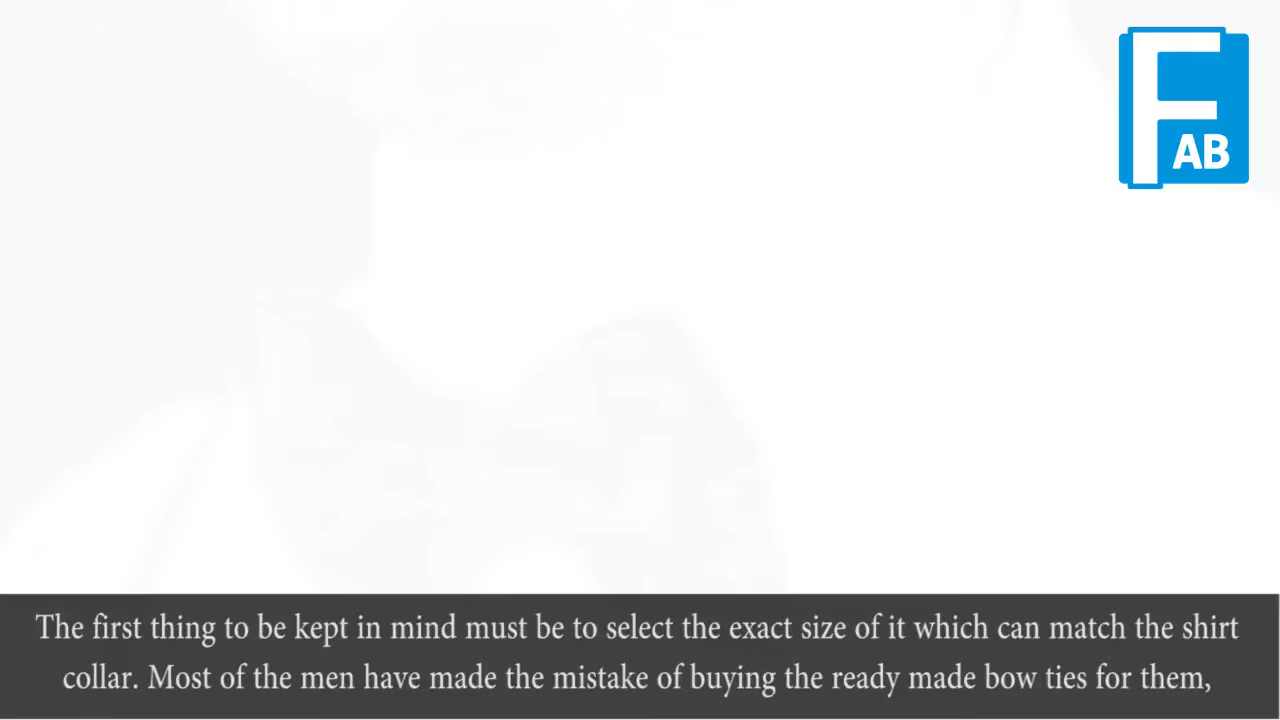 F
AB
The first thing to be kept in mind must be to select the exact size of it which can match the shirt
collar. Most of the men have made the mistake of buying the ready made bow ties for them,